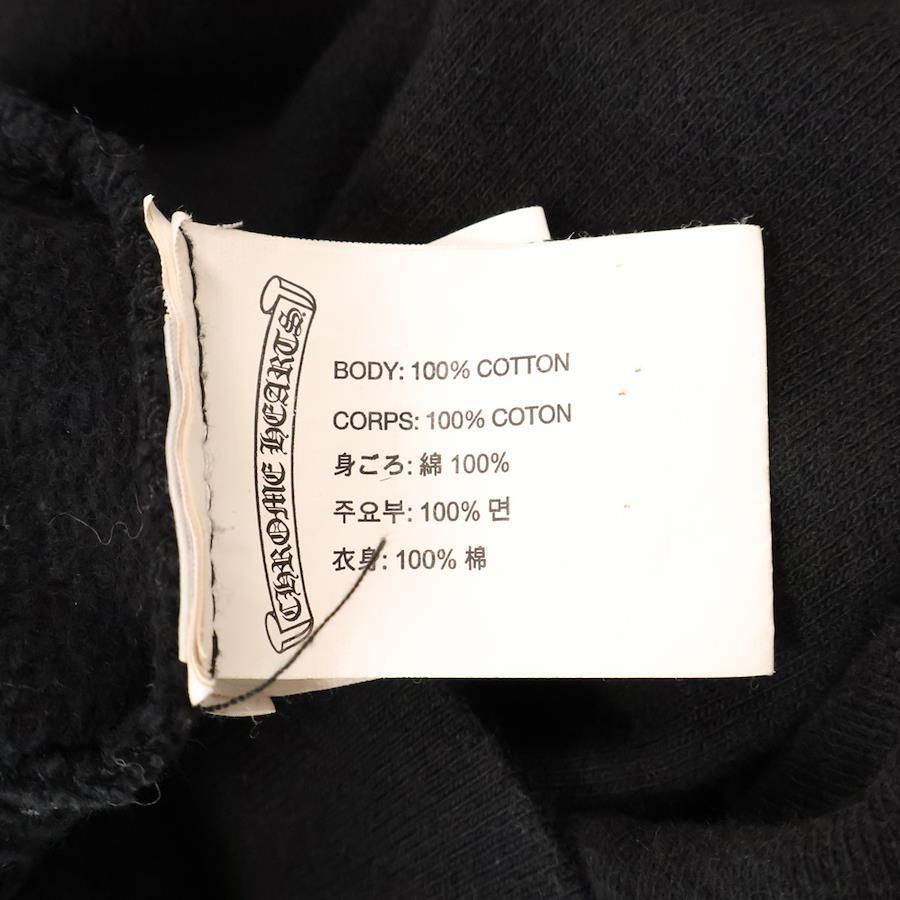 CHROME HEARTS
BODY: 100% COTTON
CORPS: 100% COTON
身ごろ: 綿 100%
주요부: 100% 면
衣身: 100% 棉